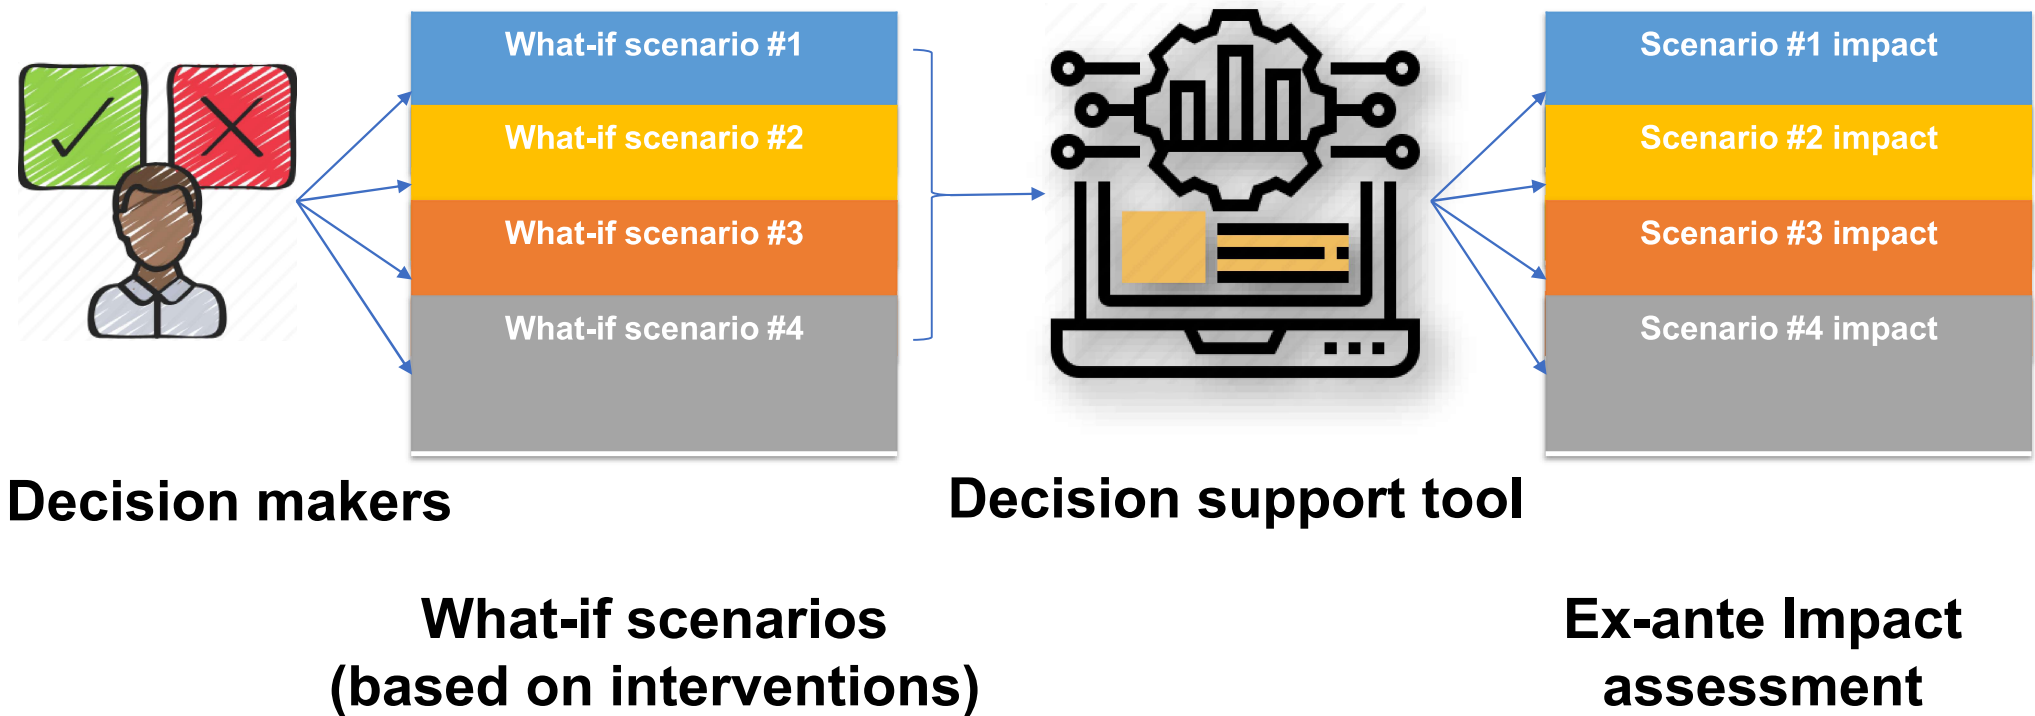 What-if scenario #1
What-if scenario #2
What-if scenario #3
What-if scenario #4
Scenario #1 impact
Scenario #2 impact
Scenario #3 impact
Scenario #4 impact
Decision makers
Decision support tool
What-if scenarios
(based on interventions)
Ex-ante Impact
assessment